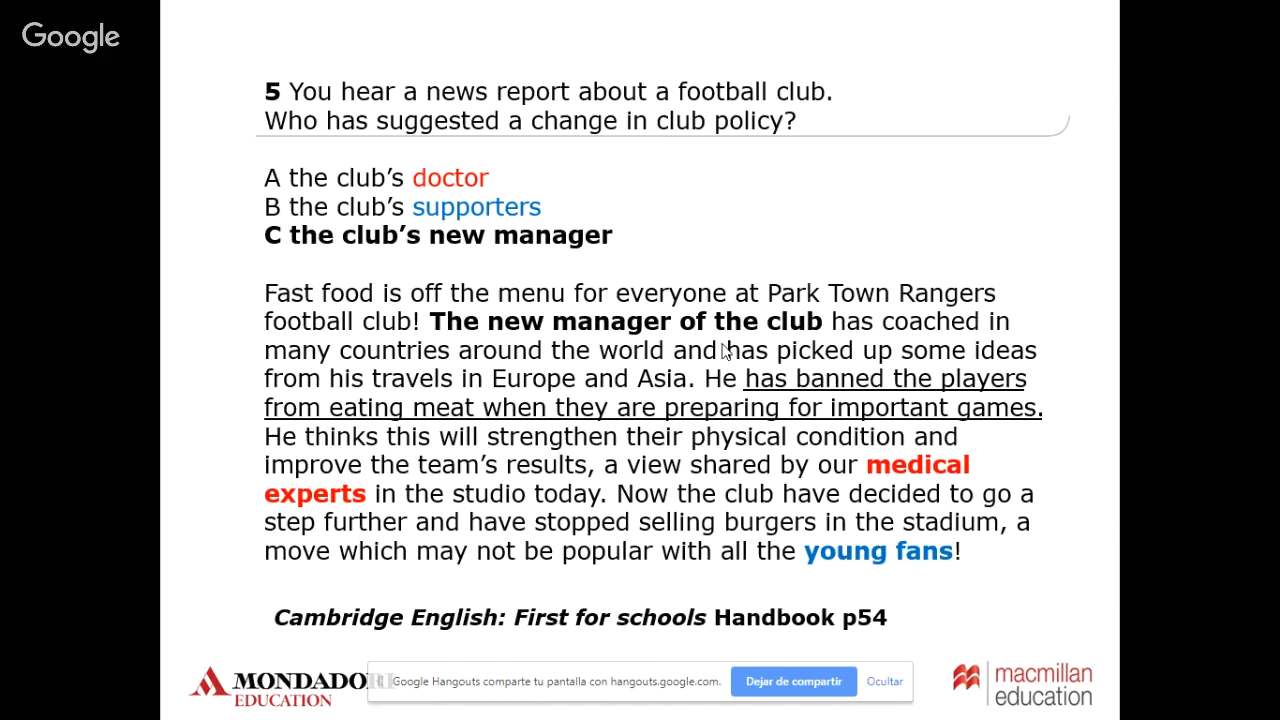 Google
5 You hear a news report about a football club.
Who has suggested a change in club policy?
A the club's doctor
B the club's supporters
C the club's new manager
Fast food is off the menu for everyone at Park Town Rangers
football club! The new manager of the club has coached in
many countries around the world and has picked up some ideas
from his travels in Europe and Asia. He has banned the players
from eating meat when they are preparing for important games.
He thinks this will strengthen their physical condition and
improve the team's results, a view shared by our medical
experts in the studio today. Now the club have decided to go a
step further and have stopped selling burgers in the stadium, a
move which may not be popular with all the young fans!
Cambridge English: First for schools Handbook p54
MONDADORI
EDUCATION
Google Hangouts comparte tu pantalla con hangouts.google.com.
Dejar de compartir
Ocultar
macmillan
education